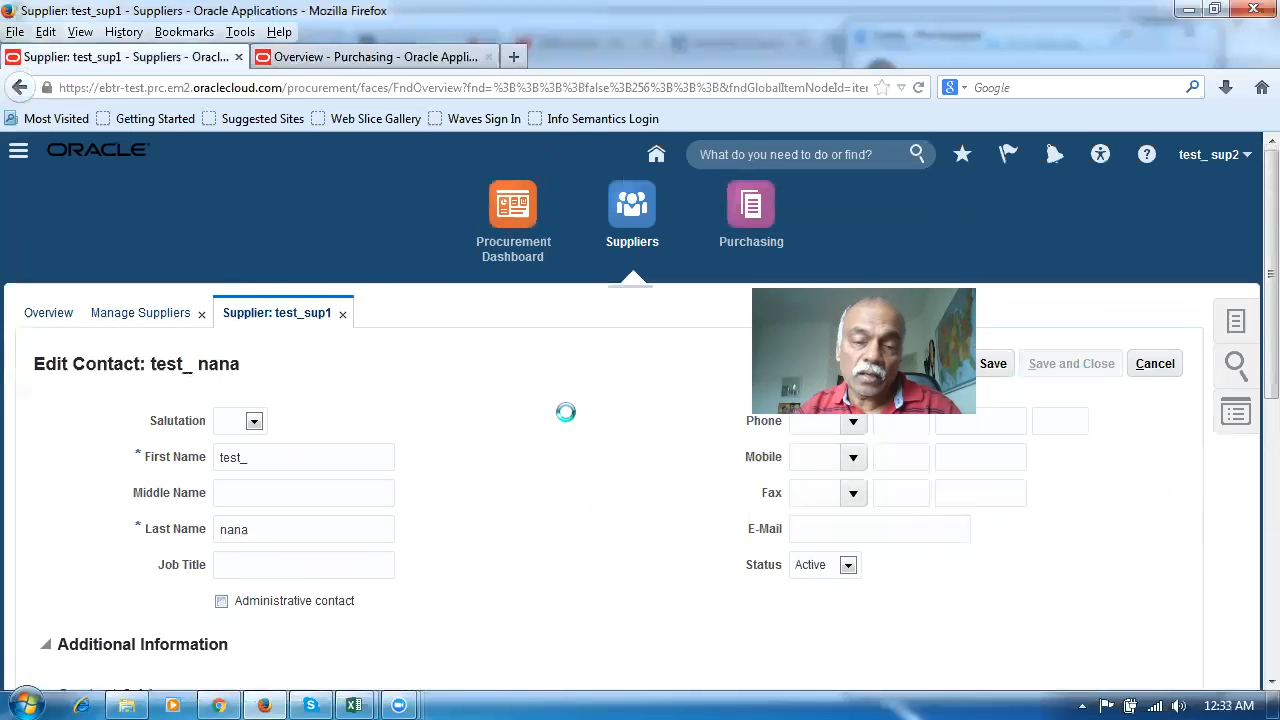 Supplier: test_sup1 - Suppliers - Oracle Applications - Mozilla Firefox
File Edit View History Bookmarks Tools Help
Supplier: test_sup1 - Suppliers - Oracl... × Overview - Purchasing - Oracle Appli... × +
https://ebtr-test.prc.em2.oraclecloud.com/procurement/faces/FndOverview?fnd=%3B%3B%3B%3Bfalse%3B256%3B%3B%3B&fndGlobalItemNodeId=iter Google
Most Visited Getting Started Suggested Sites Web Slice Gallery Waves Sign In Info Semantics Login
ORACLE What do you need to do or find? test_ sup2
Procurement Dashboard
Suppliers
Purchasing
Overview Manage Suppliers × Supplier: test_sup1 ×
Edit Contact: test_ nana Save Save and Close Cancel
Salutation Phone
* First Name test_ Mobile
Middle Name Fax
* Last Name nana E-Mail
Job Title Status Active
Administrative contact
Additional Information
12:33 AM